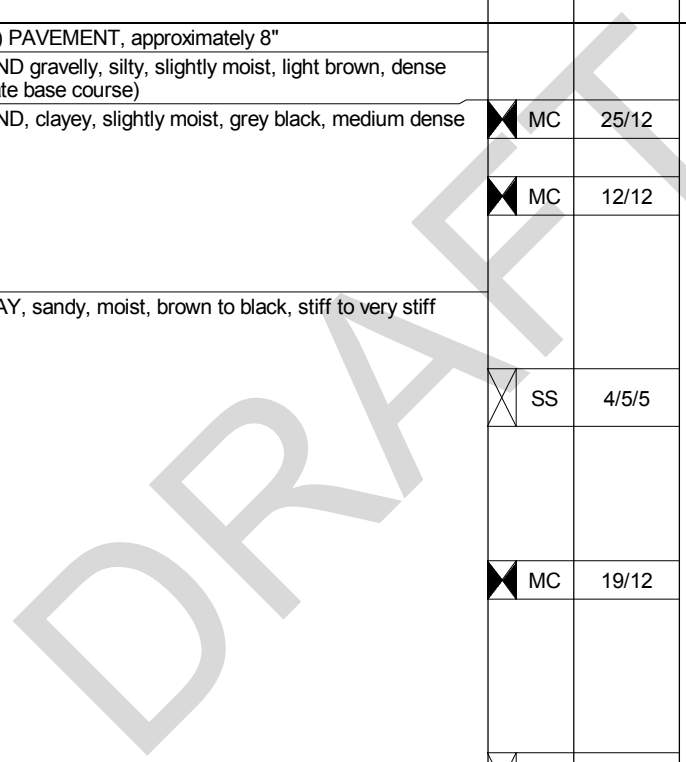 ) PAVEMENT, approximately 8"
ND gravelly, silty, slightly moist, light brown, dense
te base course)
ND, clayey, slightly moist, grey black, medium dense
MC 25/12
MC 12/12
AY, sandy, moist, brown to black, stiff to very stiff
SS 4/5/5
MC 19/12
DRAFT